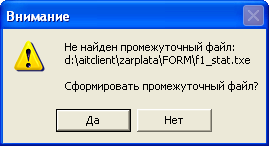 Внимание
Не найден промежуточный файл:
d:\aitclient\zarplata\FORM\f1_stat.txe
Сформировать промежуточный файл?
Да
Нет